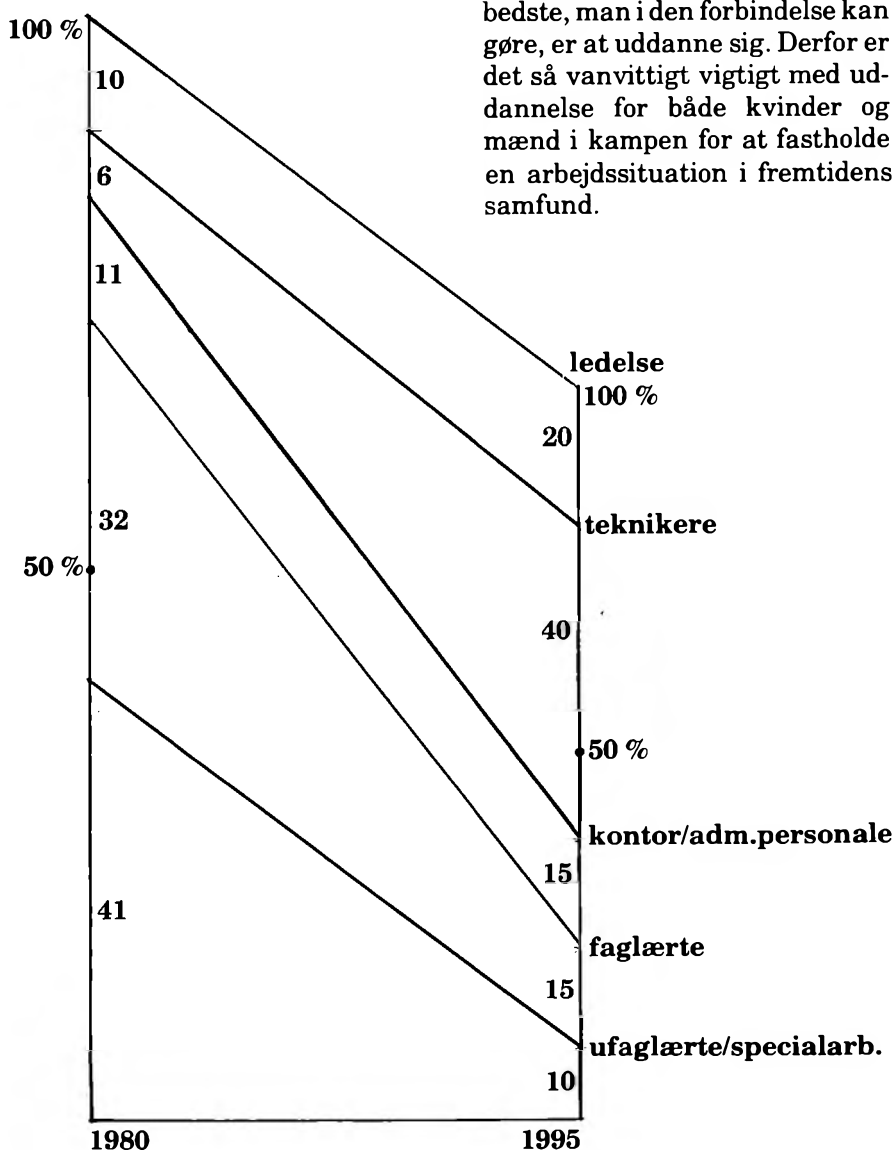 bedste, man i den forbindelse kan
gøre, er at uddanne sig. Derfor er
det så vanvittigt vigtigt med ud-
dannelse for både kvinder og
mænd i kampen for at fastholde
en arbejdssituation i fremtidens
samfund.
100 %
10
6
11
32
50 %
41
1980
ledelse
100 %
20
teknikere
40
50 %
kontor/adm.personale
15
faglærte
15
ufaglærte/specialarb.
10
1995